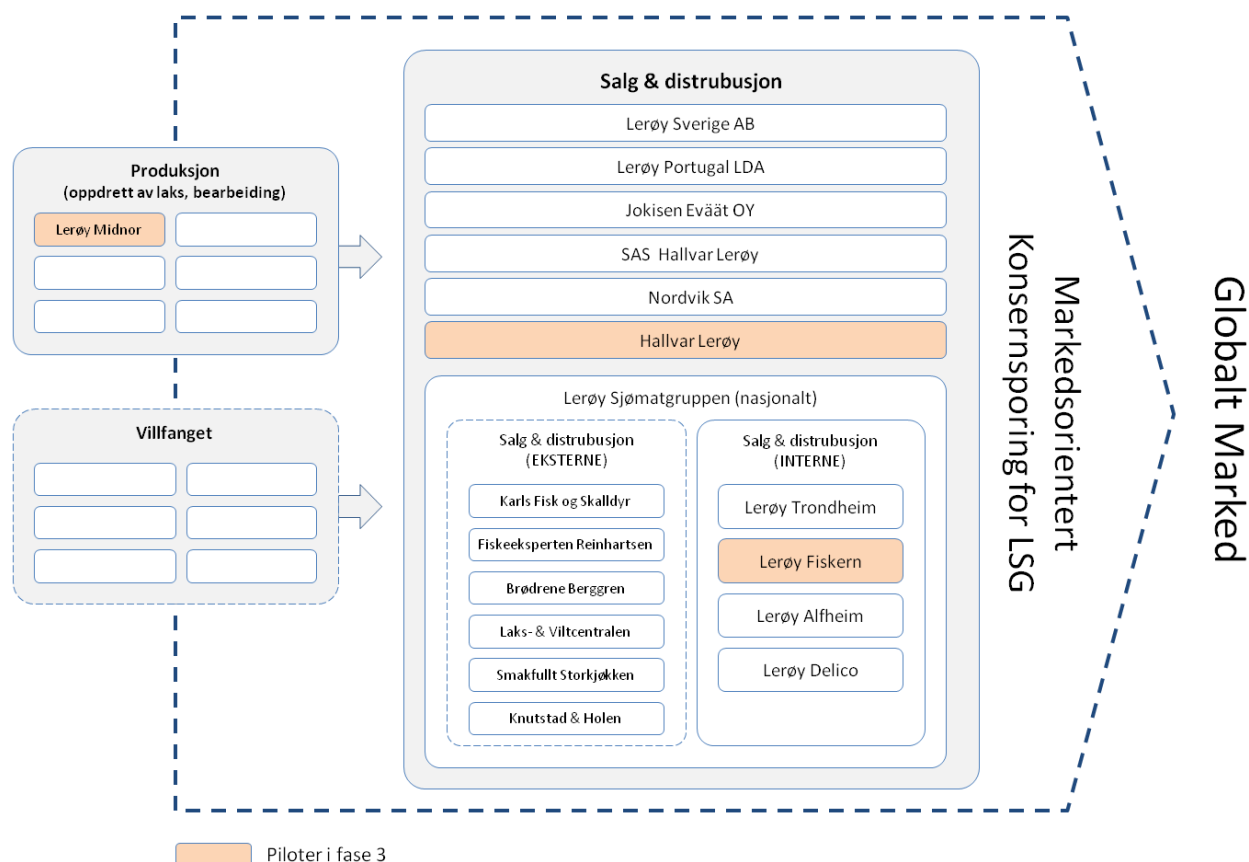 Produksjon
(oppdrett av laks, bearbeiding)
Lerøy Midnor
Villfanget
Salg & distrubusjon
Lerøy Sverige AB
Lerøy Portugal LDA
Jokisen Eväät OY
SAS Hallvar Lerøy
Nordvik SA
Hallvar Lerøy
Lerøy Sjømatgruppen (nasjonalt)
Salg & distrubusjon
(EKSTERNE)
Karls Fisk og Skalldyr
Fiskeeksperten Reinhartsen
Brødrene Berggren
Laks- & Viltcentralen
Smakfullt Storkjøkken
Knutstad & Holen
Salg & distrubusjon
(INTERNE)
Lerøy Trondheim
Lerøy Fiskern
Lerøy Alfheim
Lerøy Delico
Markedsorientert
Konsernsporing for LSG
Globalt Marked
Piloter i fase 3